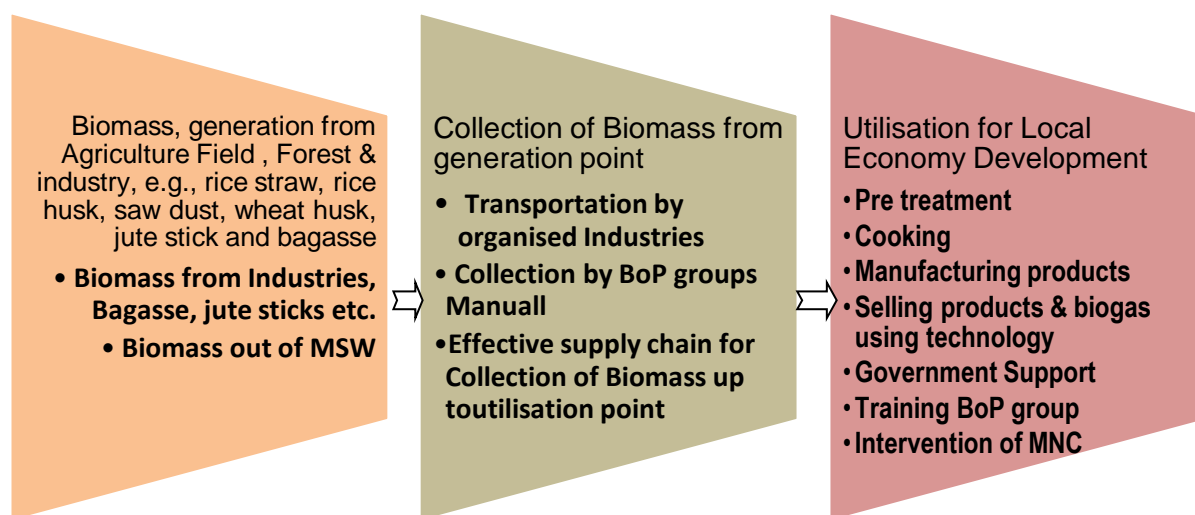 Biomass, generation from
Agriculture Field , Forest &
industry, e.g., rice straw, rice
husk, saw dust, wheat husk,
jute stick and bagasse
• Biomass from Industries,
Bagasse, jute sticks etc.
• Biomass out of MSW
Collection of Biomass from
generation point
• Transportation by
organised Industries
• Collection by BoP groups
Manuall
•Effective supply chain for
Collection of Biomass up
toutilisation point
Utilisation for Local
Economy Development
• Pre treatment
• Cooking
• Manufacturing products
• Selling products & biogas
using technology
• Government Support
• Training BoP group
• Intervention of MNC